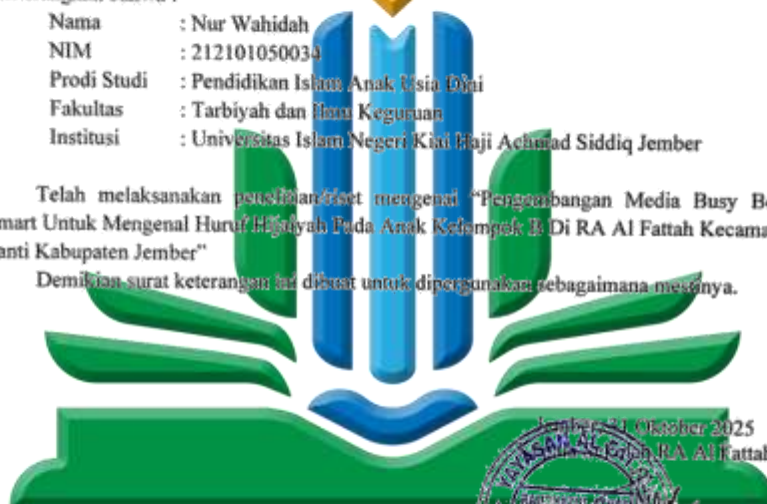 Nama : Nur Wahidah
NIM : 212101050034
Prodi Studi : Pendidikan Islam Anak Usia Dini
Fakultas : Tarbiyah dan Ilmu Keguruan
Institusi : Universitas Islam Negeri Kiai Haji Achmad Siddiq Jember
Telah melaksanakan penelitian/riset mengenai "Pengembangan Media Busy B
mart Untuk Mengenal Huruf Hijaiyah Pada Anak Kelompok B Di RA Al Fattah Kecama
anti Kabupaten Jember"
Demikian surat keterangan ini dibuat untuk dipergunakan sebagaimana mestinya.
Jember, 31 Oktober 2025
RA Al Fattah
YAYASAN AL